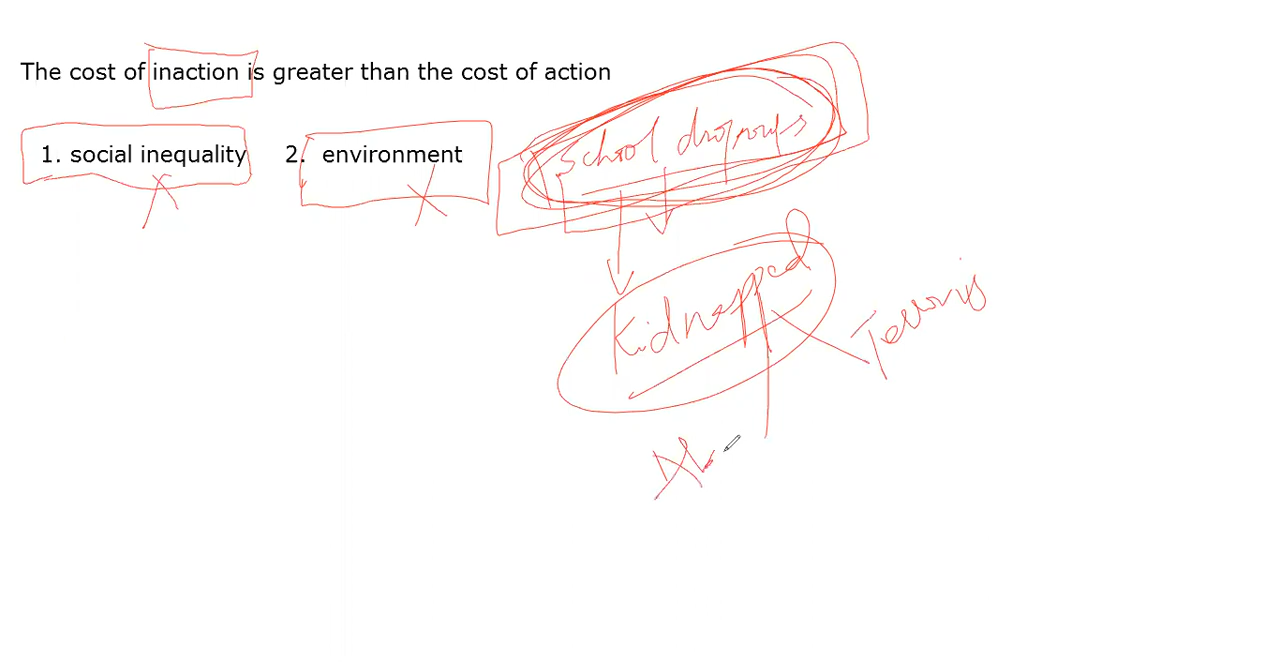 The cost of inaction is greater than the cost of action
1. social inequality 2. environment School dropouts
Kidnapped